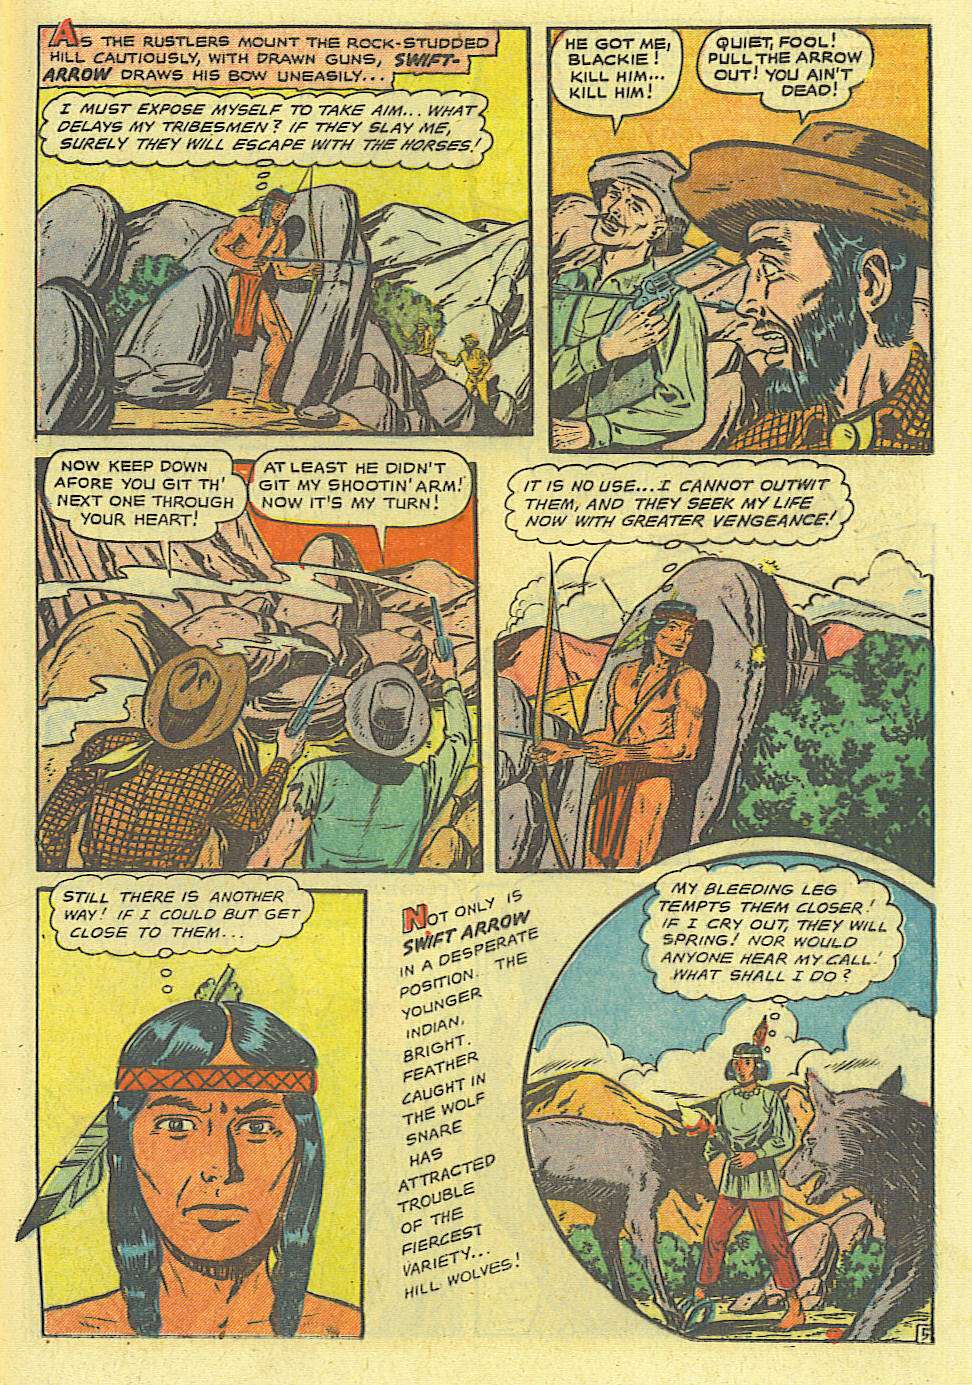 AS THE RUSTLERS MOUNT THE ROCK-STUDDED
HILL CAUTIOUSLY, WITH DRAWN GUNS, SWIFT-
ARROW DRAWS HIS BOW UNEASILY...
I MUST EXPOSE MYSELF TO TAKE AIM... WHAT
DELAYS MY TRIBESMEN? IF THEY SLAY ME,
SURELY THEY WILL ESCAPE WITH THE HORSES!
HE GOT ME,
BLACKIE!
KILL HIM...
KILL HIM!
QUIET, FOOL!
PULL THE ARROW
OUT! YOU AIN'T
DEAD!
NOW KEEP DOWN
AFORE YOU GIT TH'
NEXT ONE THROUGH
YOUR HEART!
AT LEAST HE DIDN'T
GIT MY SHOOTIN' ARM!
NOW IT'S MY TURN!
IT IS NO USE... I CANNOT OUTWIT
THEM, AND THEY SEEK MY LIFE
NOW WITH GREATER VENGEANCE!
STILL THERE IS ANOTHER
WAY! IF I COULD BUT GET
CLOSE TO THEM...
NOT ONLY IS
SWIFT ARROW
IN A DESPERATE
POSITION. THE
YOUNGER
INDIAN,
BRIGHT.
FEATHER
CAUGHT IN
THE WOLF
SNARE
HAS
ATTRACTED
TROUBLE
OF THE
FIERCEST
VARIETY...
HILL WOLVES!
MY BLEEDING LEG
TEMPTS THEM CLOSER!
IF I CRY OUT, THEY WILL
SPRING! NOR WOULD
ANYONE HEAR MY CALL!
WHAT SHALL I DO?
5